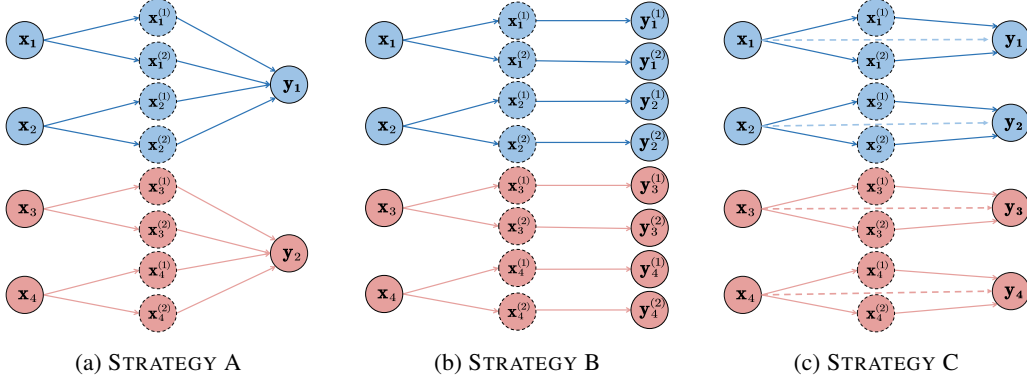 x₁ x₁⁽¹⁾ x₁⁽²⁾ y₁
x₂ x₂⁽¹⁾ x₂⁽²⁾
x₃ x₃⁽¹⁾ x₃⁽²⁾ y₂
x₄ x₄⁽¹⁾ x₄⁽²⁾
(a) STRATEGY A
x₁ x₁⁽¹⁾ x₁⁽²⁾ y₁⁽¹⁾ y₁⁽²⁾
x₂ x₂⁽¹⁾ x₂⁽²⁾ y₂⁽¹⁾ y₂⁽²⁾
x₃ x₃⁽¹⁾ x₃⁽²⁾ y₃⁽¹⁾ y₃⁽²⁾
x₄ x₄⁽¹⁾ x₄⁽²⁾ y₄⁽¹⁾ y₄⁽²⁾
(b) STRATEGY B
x₁ x₁⁽¹⁾ x₁⁽²⁾ y₁
x₂ x₂⁽¹⁾ x₂⁽²⁾ y₂
x₃ x₃⁽¹⁾ x₃⁽²⁾ y₃
x₄ x₄⁽¹⁾ x₄⁽²⁾ y₄
(c) STRATEGY C